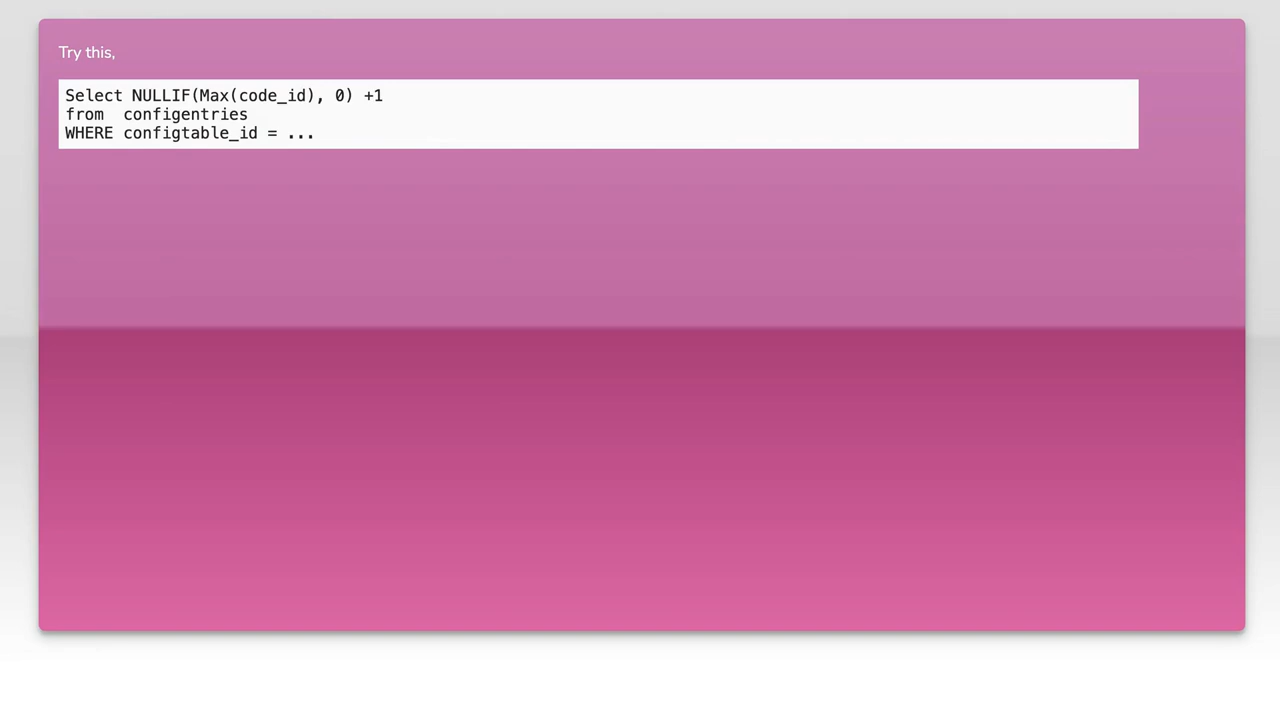 Try this,
Select NULLIF(Max(code_id), 0) +1
from  configentries
WHERE configtable_id = ...